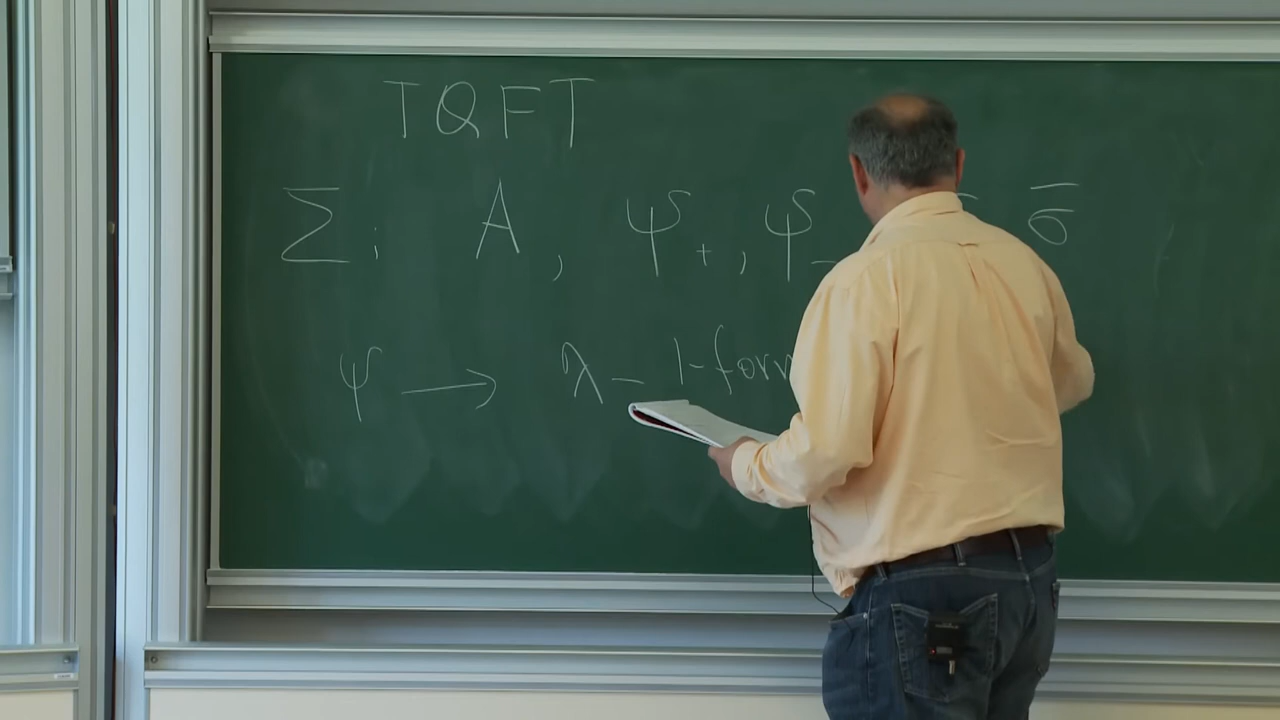 TQFT
Σ; A, ψ₊, ψ₋ σ̅
ψ → λ – 1-form